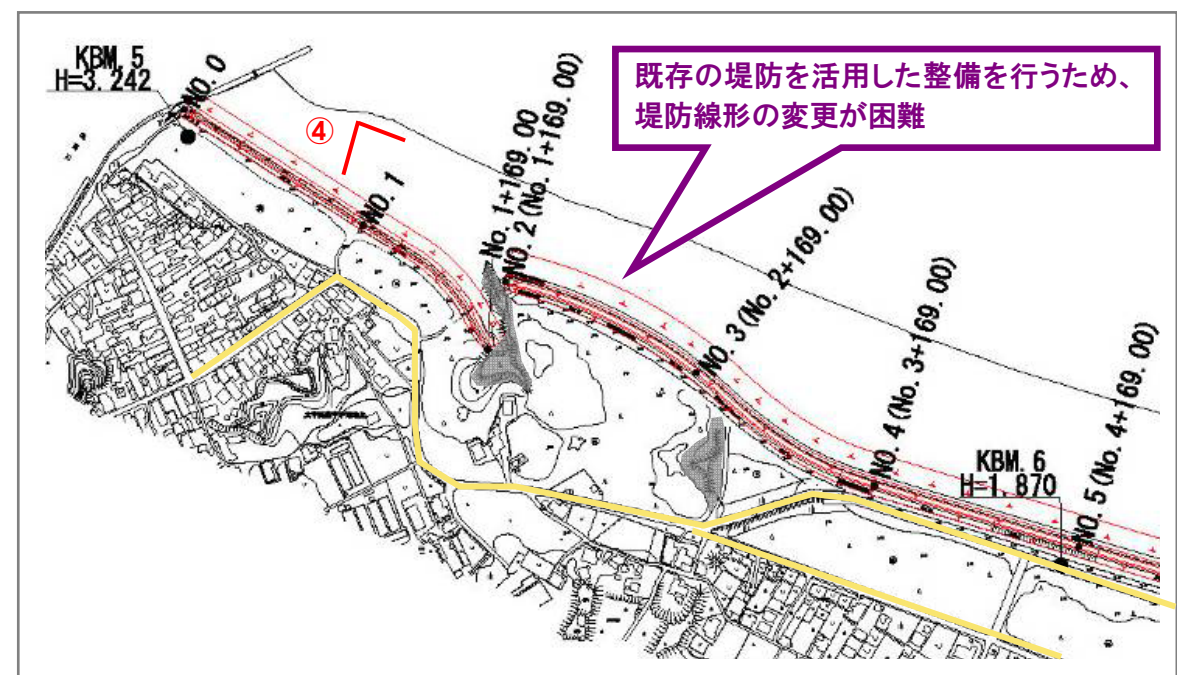 KBM. 5
H=3. 242
NO. 0
④
NO. 1
No. 1+169. 00
NO. 2 (No. 1+169. 00)
既存の堤防を活用した整備を行うため、
堤防線形の変更が困難
NO. 3 (No. 2+169. 00)
NO. 4 (No. 3+169. 00)
KBM. 6
H=1. 870
NO. 5 (No. 4+169. 00)